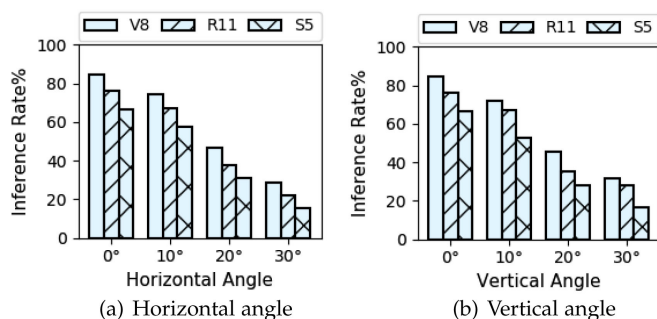 V8 R11 S5
100
80
60
40
20
0
Inference Rate%
0° 10° 20° 30°
Horizontal Angle
(a) Horizontal angle
V8 R11 S5
100
80
60
40
20
0
Inference Rate%
0° 10° 20° 30°
Vertical Angle
(b) Vertical angle